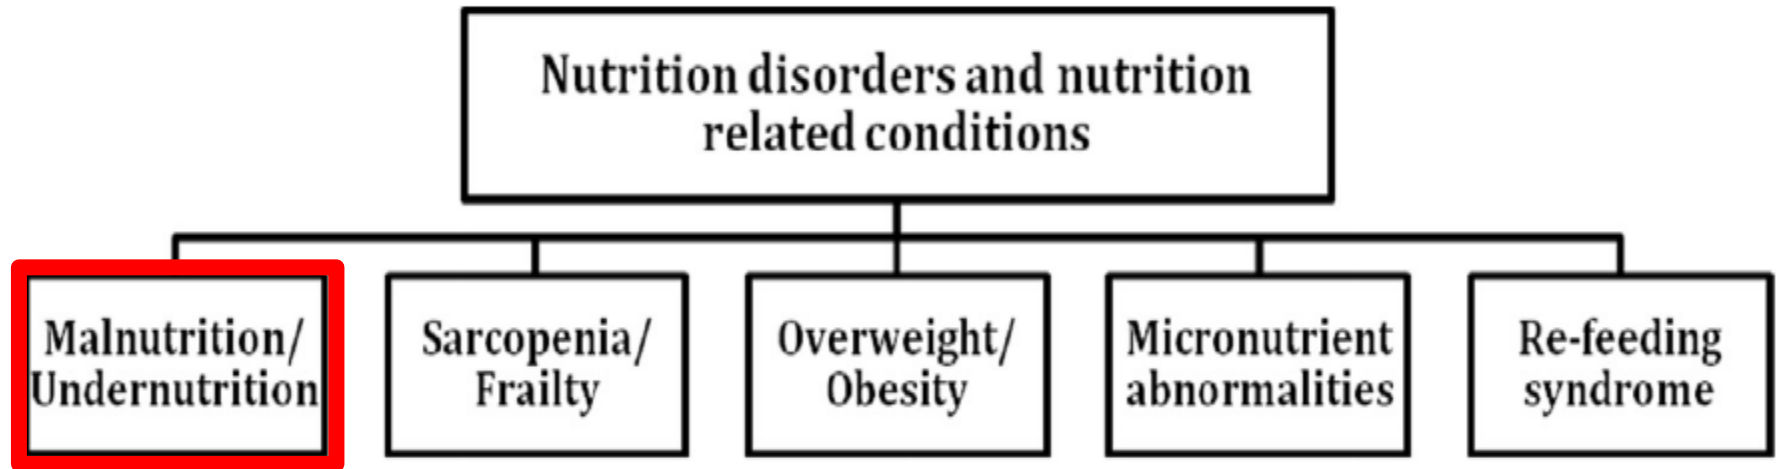 Nutrition disorders and nutrition
related conditions
Malnutrition/
Undernutrition
Sarcopenia/
Frailty
Overweight/
Obesity
Micronutrient
abnormalities
Re-feeding
syndrome